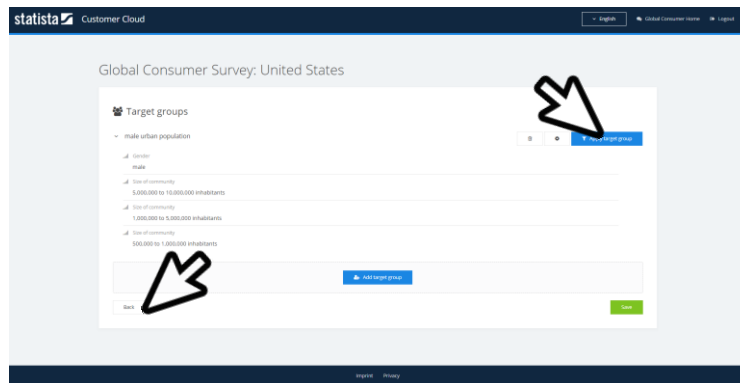 statista Customer Cloud
English Global Consumer Home Logout
Global Consumer Survey: United States
Target groups
male urban population
Apply target group
Gender
male
Size of community
5,000,000 to 10,000,000 inhabitants
Size of community
1,000,000 to 5,000,000 inhabitants
Size of community
500,000 to 1,000,000 inhabitants
Add target group
Back Save
Imprint Privacy